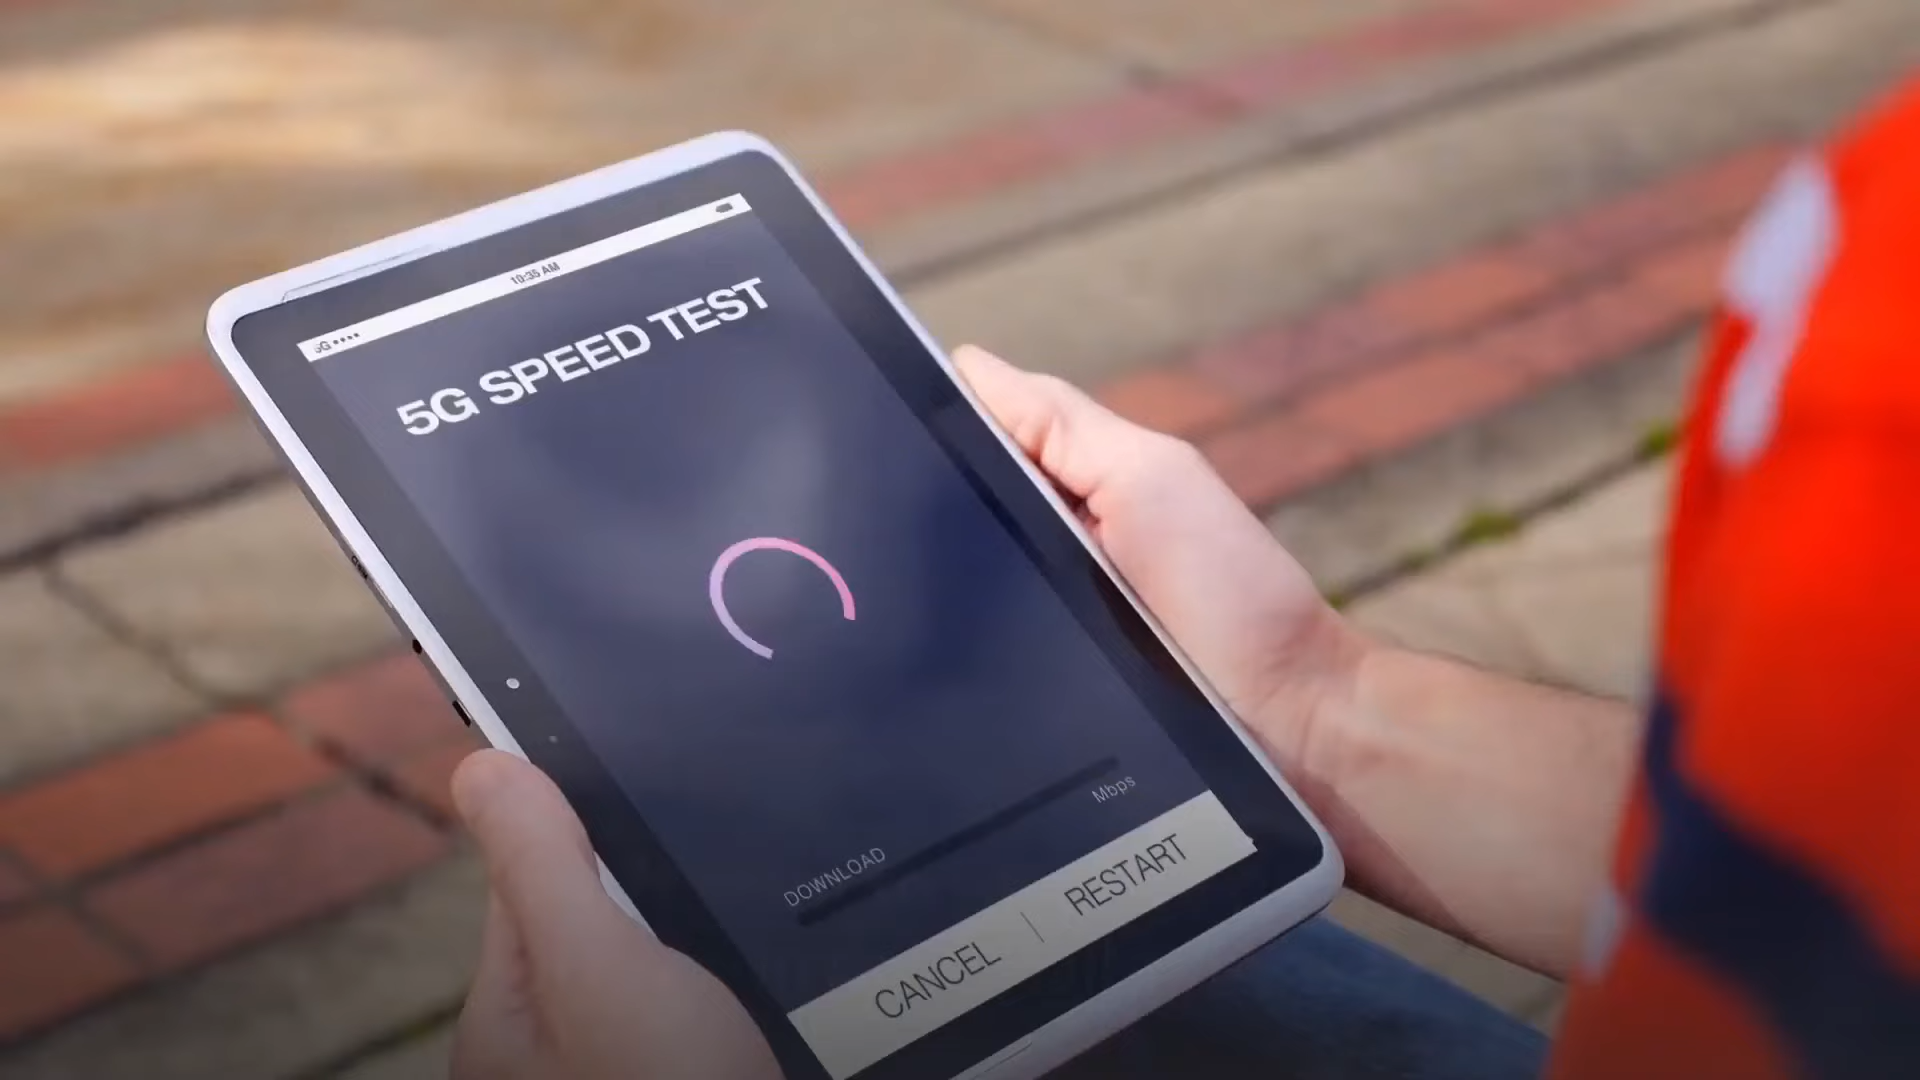 5G
10:35 AM
5G SPEED TEST
DOWNLOAD
Mbps
CANCEL | RESTART